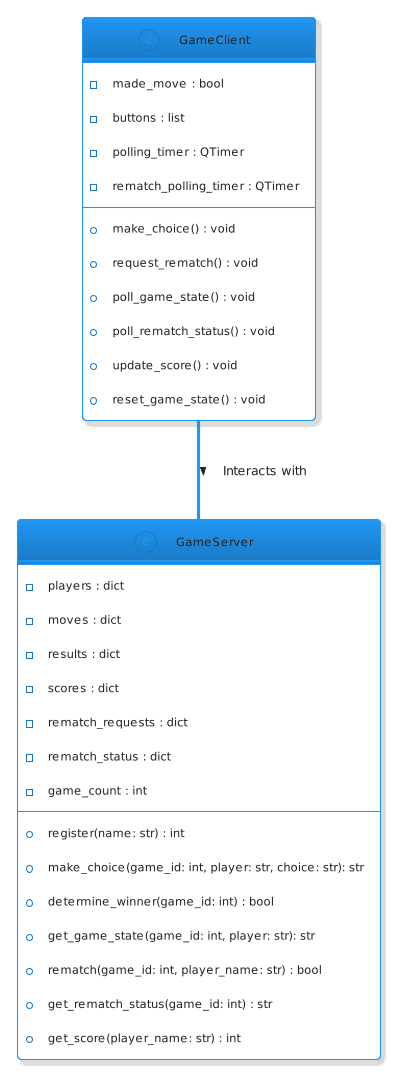 C GameClient
made_move : bool
buttons : list
polling_timer : QTimer
rematch_polling_timer : QTimer
make_choice() : void
request_rematch() : void
poll_game_state() : void
poll_rematch_status() : void
update_score() : void
reset_game_state() : void
Interacts with
C GameServer
players : dict
moves : dict
results : dict
scores : dict
rematch_requests : dict
rematch_status : dict
game_count : int
register(name: str) : int
make_choice(game_id: int, player: str, choice: str): str
determine_winner(game_id: int) : bool
get_game_state(game_id: int, player: str): str
rematch(game_id: int, player_name: str) : bool
get_rematch_status(game_id: int) : str
get_score(player_name: str) : int